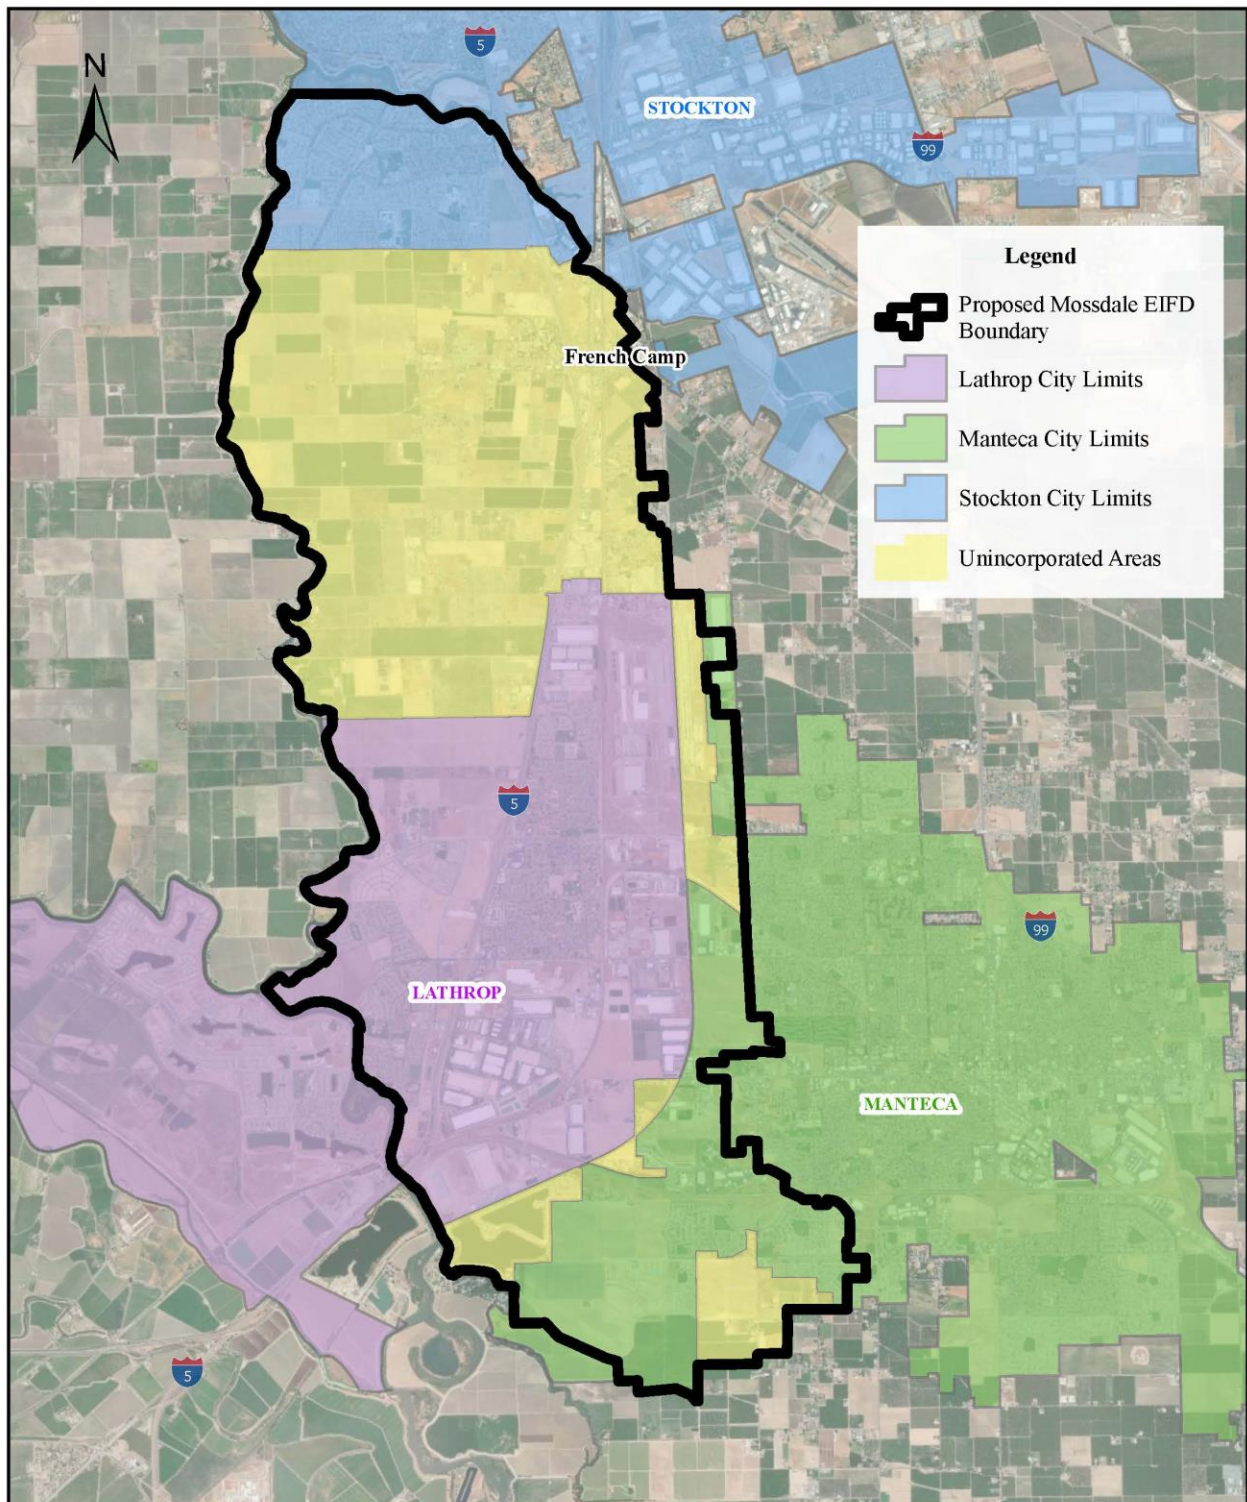 N
5
STOCKTON
99
Legend
Proposed Mossdale EIFD
Boundary
French Camp
Lathrop City Limits
Manteca City Limits
Stockton City Limits
Unincorporated Areas
5
99
LATHROP
MANTECA
5